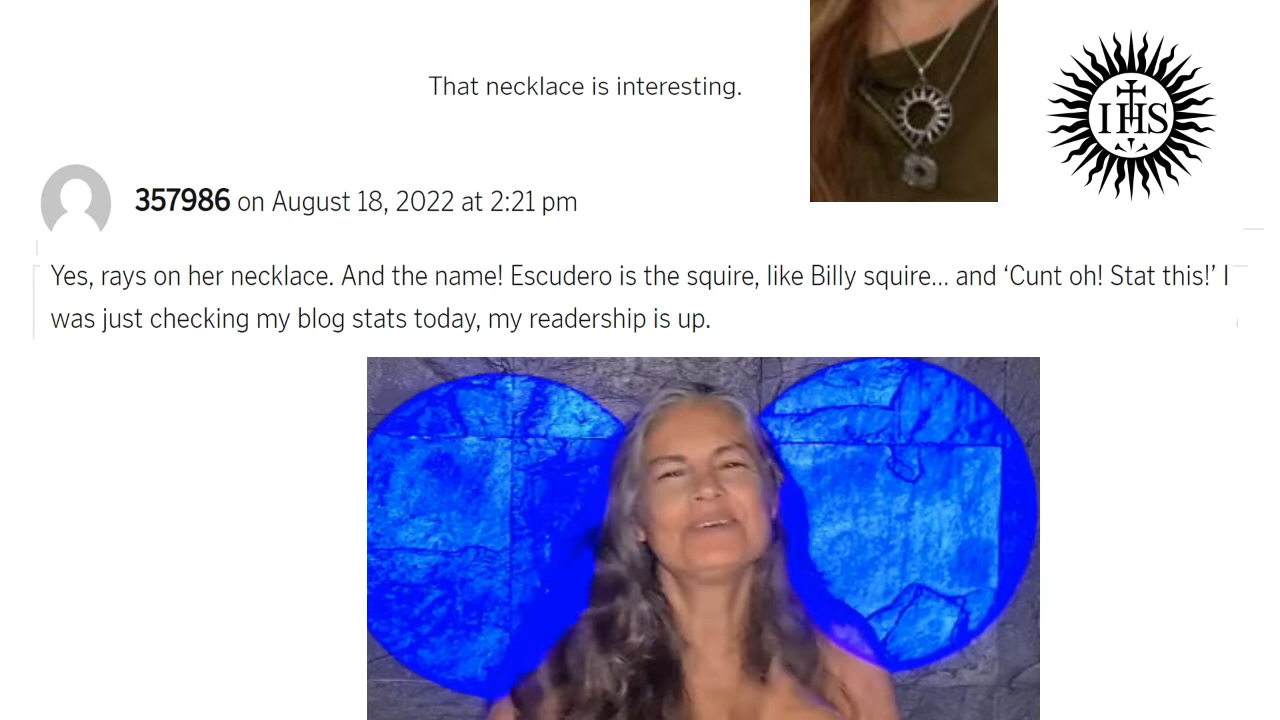 That necklace is interesting.
IHS
357986 on August 18, 2022 at 2:21 pm
Yes, rays on her necklace. And the name! Escudero is the squire, like Billy squire... and ‘Cunt oh! Stat this!’ I
was just checking my blog stats today, my readership is up.